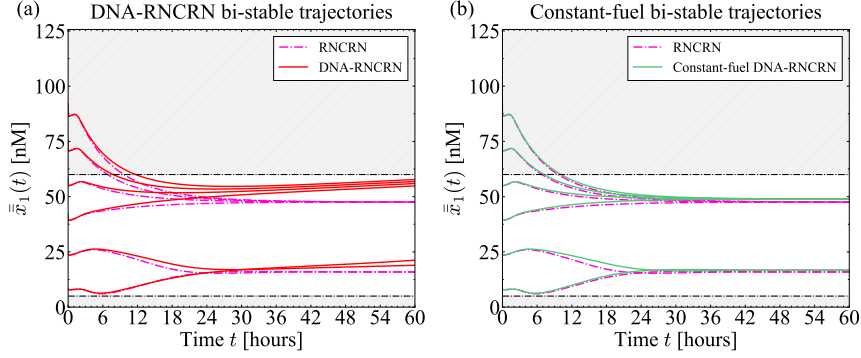 (a) DNA-RNCRN bi-stable trajectories
125
100
75
50
25
0
x̿₁(t) [nM]
RNCRN
DNA-RNCRN
0 6 12 18 24 30 36 42 48 54 60
Time t [hours]
(b) Constant-fuel bi-stable trajectories
125
100
75
50
25
0
x̿₁(t) [nM]
RNCRN
Constant-fuel DNA-RNCRN
0 6 12 18 24 30 36 42 48 54 60
Time t [hours]